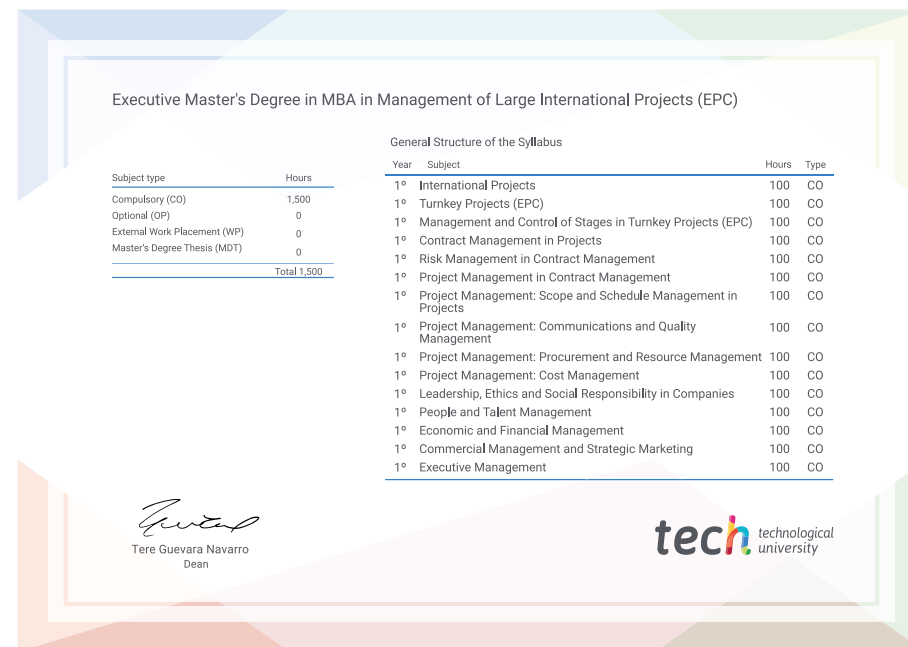 Executive Master's Degree in MBA in Management of Large International Projects (EPC)
Subject type Hours
Compulsory (CO) 1,500
Optional (OP) 0
External Work Placement (WP) 0
Master's Degree Thesis (MDT) 0
Total 1,500
General Structure of the Syllabus
Year Subject Hours Type
1º International Projects 100 CO
1º Turnkey Projects (EPC) 100 CO
1º Management and Control of Stages in Turnkey Projects (EPC) 100 CO
1º Contract Management in Projects 100 CO
1º Risk Management in Contract Management 100 CO
1º Project Management in Contract Management 100 CO
1º Project Management: Scope and Schedule Management in 100 CO
Projects
1º Project Management: Communications and Quality 100 CO
Management
1º Project Management: Procurement and Resource Management 100 CO
1º Project Management: Cost Management 100 CO
1º Leadership, Ethics and Social Responsibility in Companies 100 CO
1º People and Talent Management 100 CO
1º Economic and Financial Management 100 CO
1º Commercial Management and Strategic Marketing 100 CO
1º Executive Management 100 CO
Tere Guevara Navarro
Dean
tech technological
university